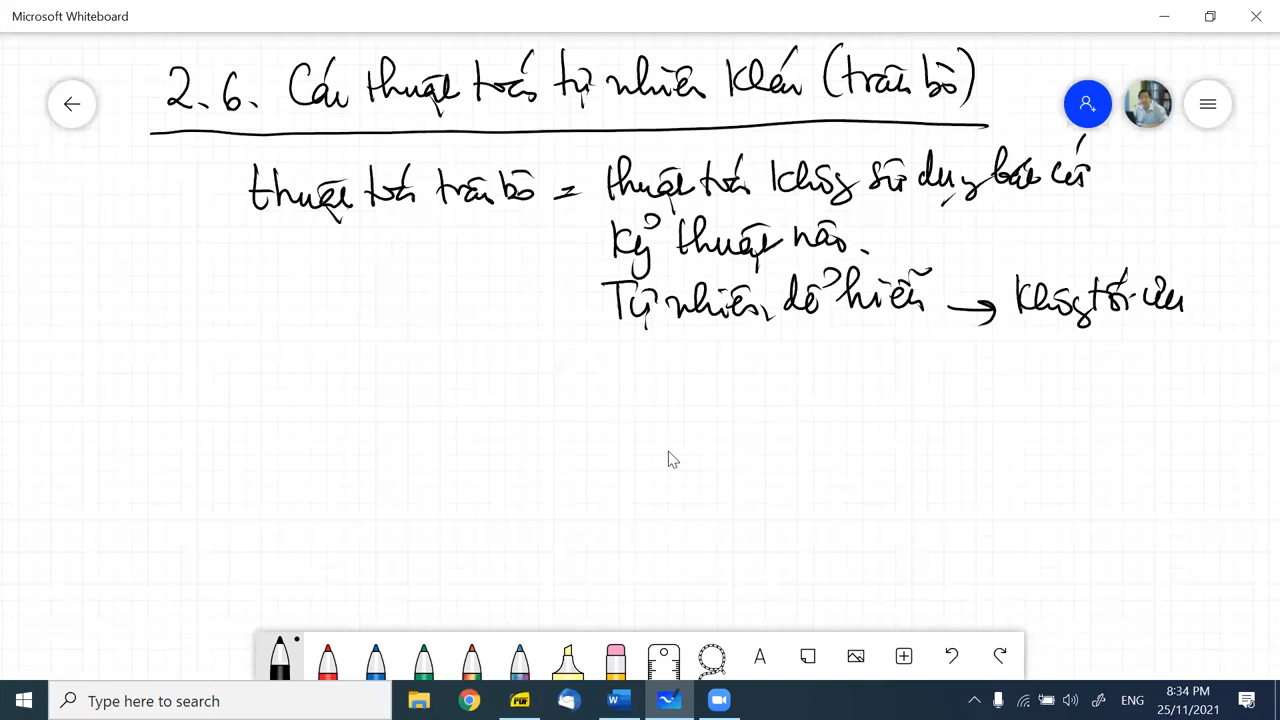 Microsoft Whiteboard
2.6. Các thuật toán tự nhiên khác (trâu bò)
thuật toán trâu bò = thuật toán không sử dụng bất cứ
kỹ thuật nào.
Tự nhiên, dễ hiểu → không tối ưu
Type here to search
ENG
8:34 PM
25/11/2021